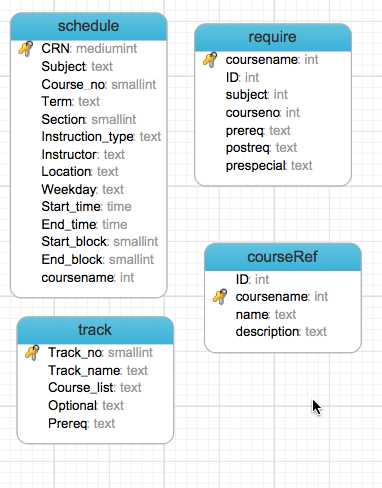 schedule
CRN: mediumint
Subject: text
Course_no: smallint
Term: text
Section: smallint
Instruction_type: text
Instructor: text
Location: text
Weekday: text
Start_time: time
End_time: time
Start_block: smallint
End_block: smallint
coursename: int
require
coursename: int
ID: int
subject: int
courseno: int
prereq: text
postreq: text
prespecial: text
courseRef
ID: int
coursename: int
name: text
description: text
track
Track_no: smallint
Track_name: text
Course_list: text
Optional: text
Prereq: text